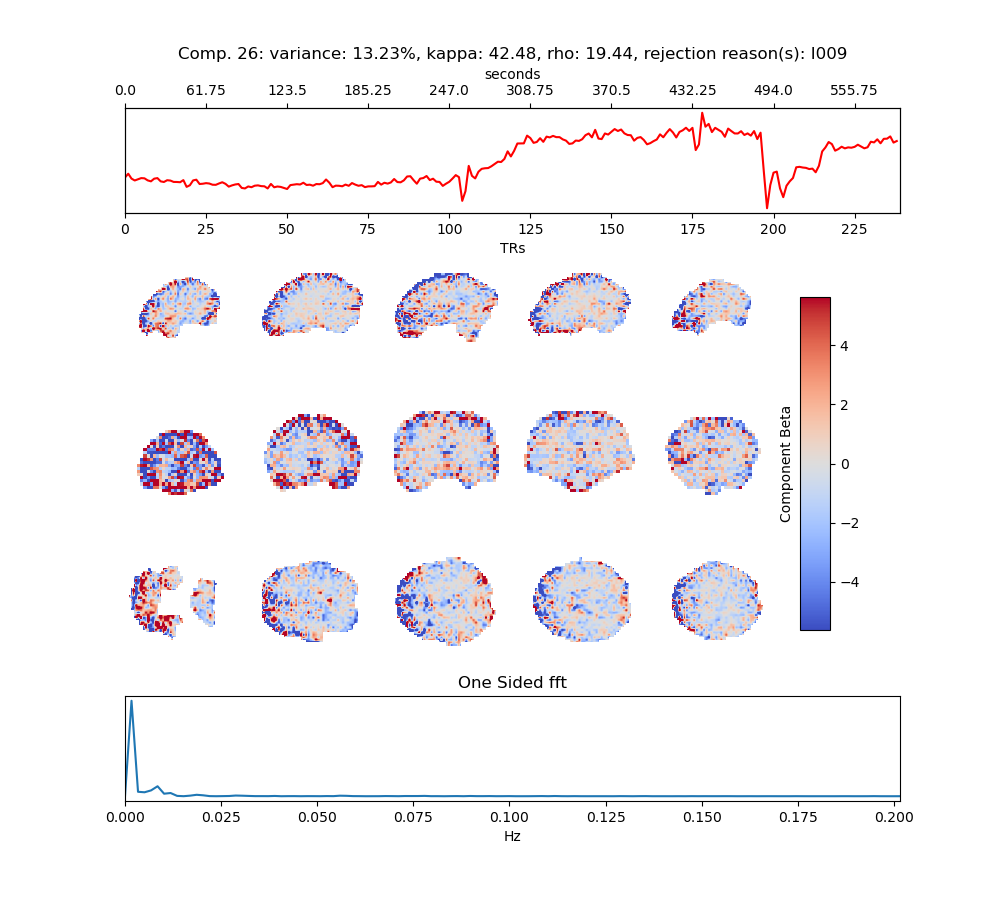 Comp. 26: variance: 13.23%, kappa: 42.48, rho: 19.44, rejection reason(s): I009
seconds
0.0 61.75 123.5 185.25 247.0 308.75 370.5 432.25 494.0 555.75
0 25 50 75 100 125 150 175 200 225
TRs
4
2
0
−2
−4
Component Beta
One Sided fft
0.000 0.025 0.050 0.075 0.100 0.125 0.150 0.175 0.200
Hz